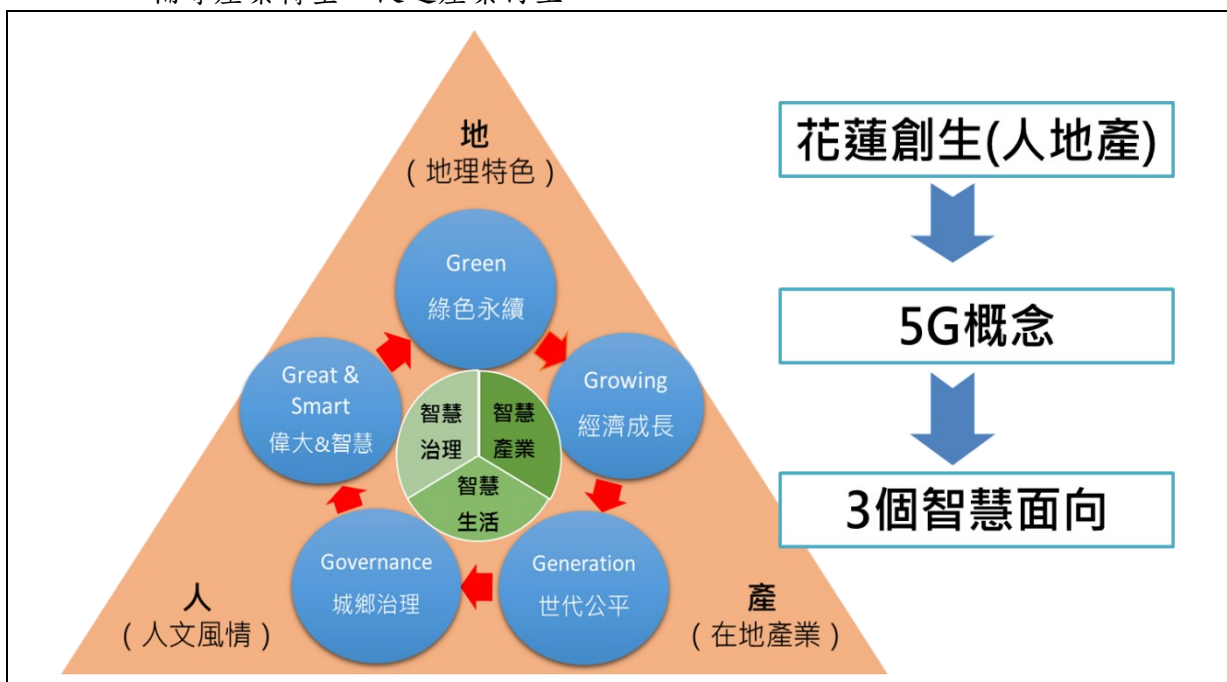 地
（地理特色）
Green
綠色永續
Growing
經濟成長
Generation
世代公平
Governance
城鄉治理
Great &
Smart
偉大&智慧
智慧
治理
智慧
產業
智慧
生活
人
（人文風情）
產
（在地產業）
花蓮創生(人地產)
5G概念
3個智慧面向